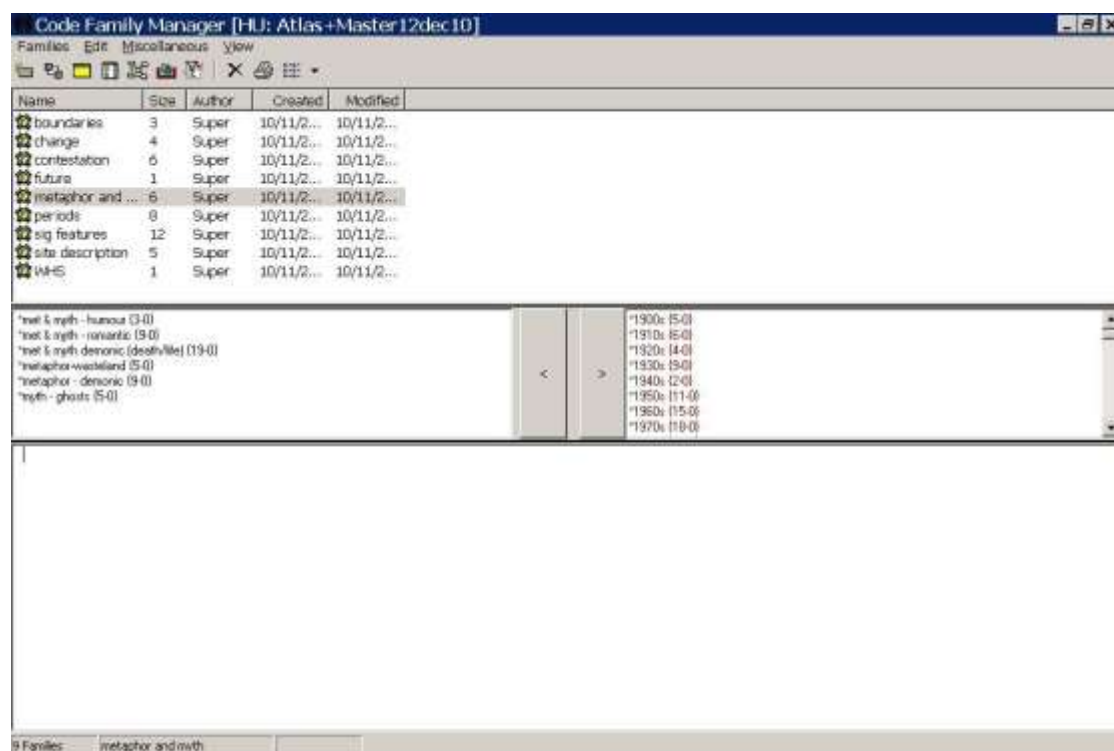 Code Family Manager [HU: Atlas+Master12dec10]
Families Edit Miscellaneous View
Name Size Author Created Modified
boundaries 3 Super 10/11/2... 10/11/2...
change 4 Super 10/11/2... 10/11/2...
contestation 6 Super 10/11/2... 10/11/2...
future 1 Super 10/11/2... 10/11/2...
metaphor and ... 6 Super 10/11/2... 10/11/2...
periods 8 Super 10/11/2... 10/11/2...
sig features 12 Super 10/11/2... 10/11/2...
site description 5 Super 10/11/2... 10/11/2...
WHS 1 Super 10/11/2... 10/11/2...
*met & myth - humour {3-0}
*met & myth - romantic {9-0}
*met & myth demonic (death/life) {19-0}
*metaphor-wasteland {5-0}
*metaphor - demonic {9-0}
*myth - ghosts {5-0}
< >
*1900s {5-0}
*1910s {6-0}
*1920s {4-0}
*1930s {9-0}
*1940s {2-0}
*1950s {11-0}
*1960s {15-0}
*1970s {18-0}
9 Families metaphor and myth